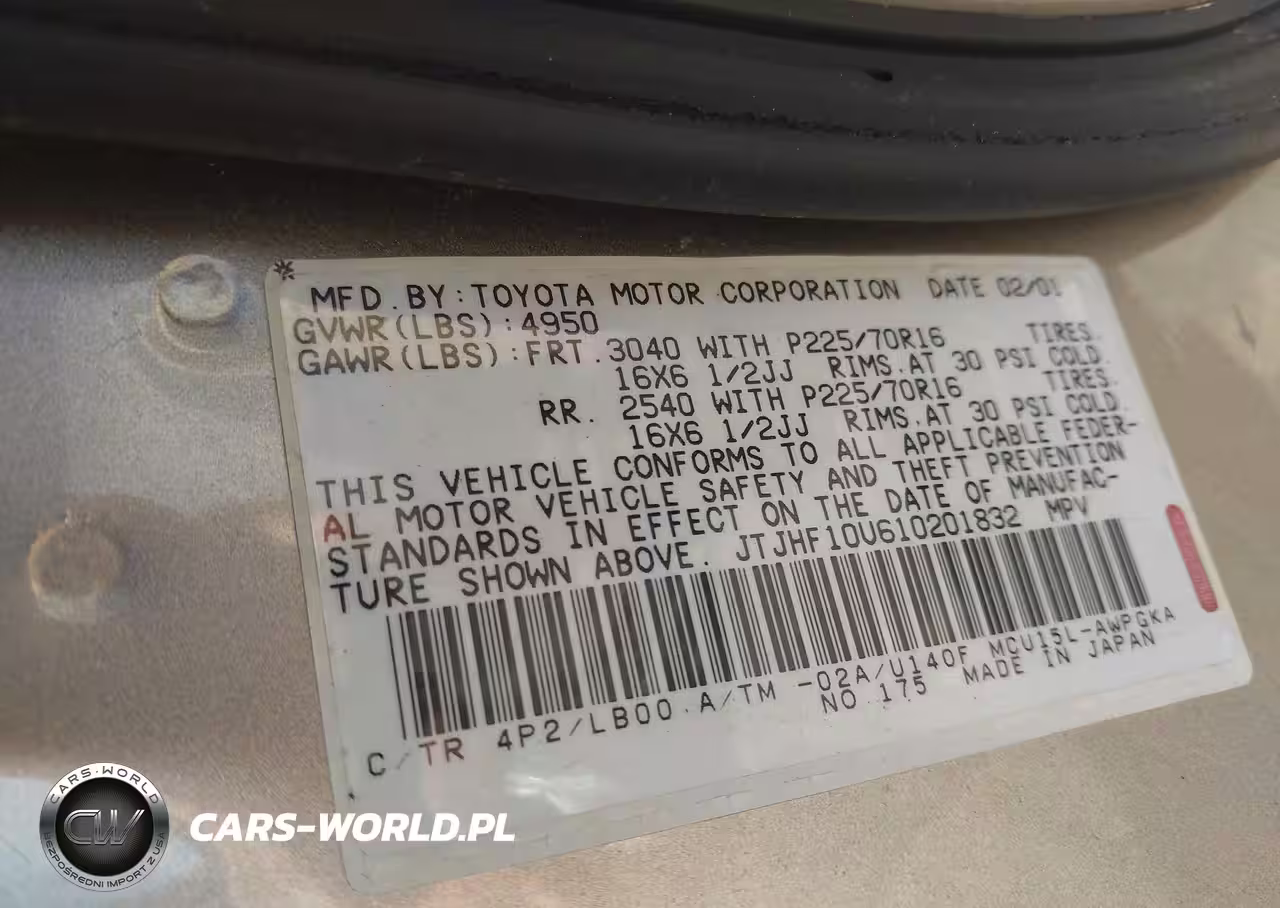 MFD.BY:TOYOTA MOTOR CORPORATION DATE 02/01
GVWR(LBS):4950
GAWR(LBS):FRT.3040 WITH P225/70R16 TIRES.
16X6 1/2JJ RIMS.AT 30 PSI COLD.
RR. 2540 WITH P225/70R16 TIRES.
16X6 1/2JJ RIMS.AT 30 PSI COLD.
THIS VEHICLE CONFORMS TO ALL APPLICABLE FEDER-
AL MOTOR VEHICLE SAFETY AND THEFT PREVENTION
STANDARDS IN EFFECT ON THE DATE OF MANUFAC-
TURE SHOWN ABOVE. JTJHF10U610201832 MPV
C/TR 4P2/LB00.A/TM -02A/U140F MCU15L-AWPGKA
NO.175 MADE IN JAPAN
CARS-WORLD
CW
BEZPOŚREDNI IMPORT Z USA
CARS-WORLD.PL